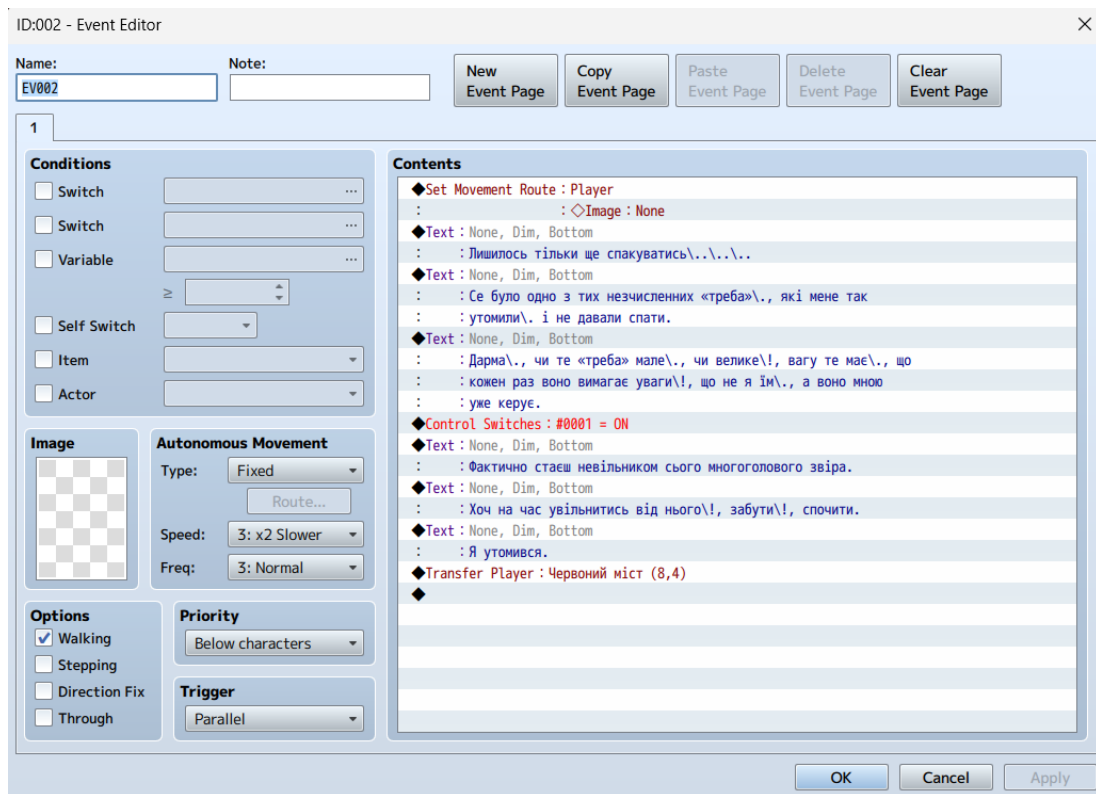 ID:002 - Event Editor
Name:
Note:
EV002
New
Event Page
Copy
Event Page
Paste
Event Page
Delete
Event Page
Clear
Event Page
1
Conditions
Switch
...
Switch
...
Variable
...
≥
Self Switch
Item
Actor
Image
Autonomous Movement
Type:
Fixed
Route...
Speed:
3: x2 Slower
Freq:
3: Normal
Options
Walking
Stepping
Direction Fix
Through
Priority
Below characters
Trigger
Parallel
Contents
◆Set Movement Route：Player
：　：◇Image：None
◆Text：None, Dim, Bottom
：　：Лишилось тільки ще спакуватись\..\..\..
◆Text：None, Dim, Bottom
：　：Се було одно з тих незчисленних «треба»\., які мене так
：　：утомили\. і не давали спати.
◆Text：None, Dim, Bottom
：　：Дарма\., чи те «треба» мале\., чи велике\!, вагу те має\., що
：　：кожен раз воно вимагає уваги\!, що не я їм\., а воно мною
：　：уже керує.
◆Control Switches：#0001 = ON
◆Text：None, Dim, Bottom
：　：Фактично стаєш невільником сього многоголового звіра.
◆Text：None, Dim, Bottom
：　：Хоч на час увільнитись від нього\!, забути\!, спочити.
◆Text：None, Dim, Bottom
：　：Я утомився.
◆Transfer Player：Червоний міст (8,4)
◆
OK
Cancel
Apply